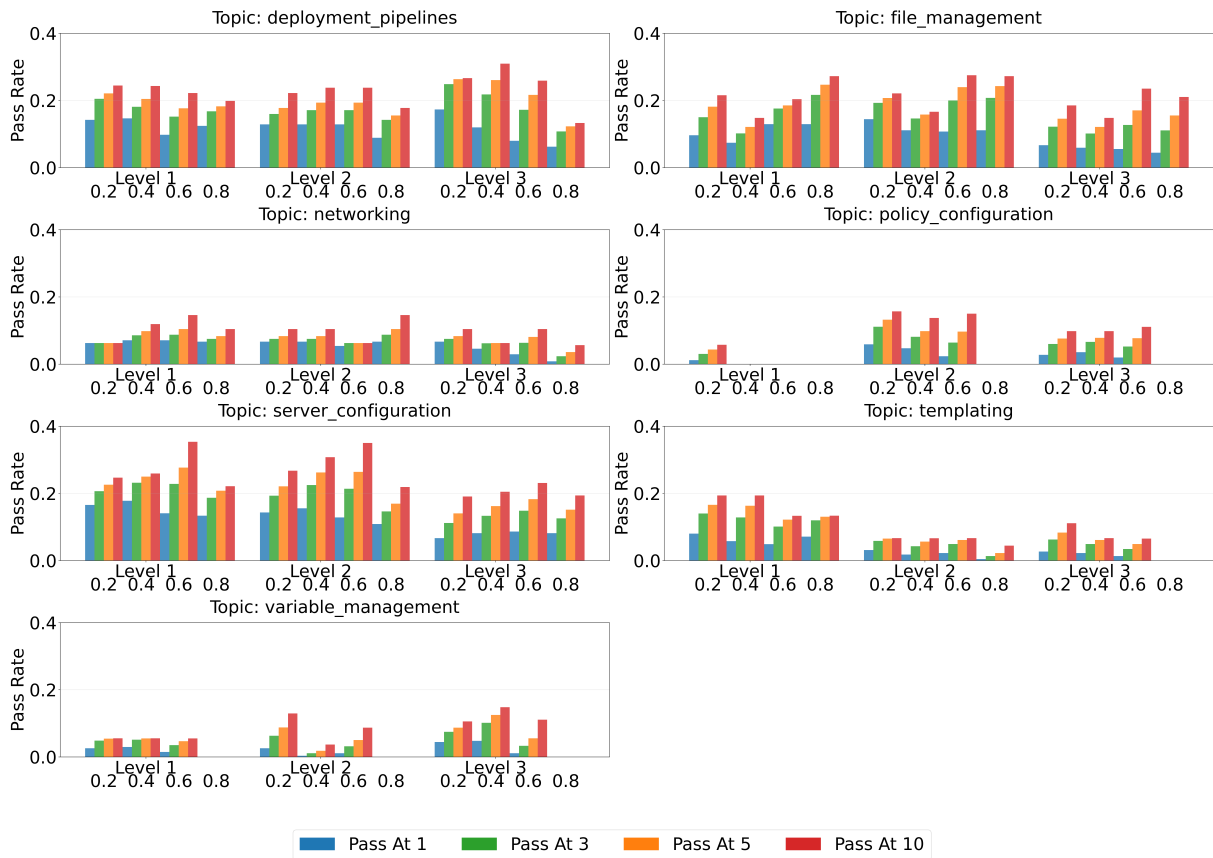 Topic: deployment_pipelines
Pass Rate
0.4
0.2
0.0
Level 1 Level 2 Level 3
0.2 0.4 0.6 0.8 0.2 0.4 0.6 0.8 0.2 0.4 0.6 0.8
Topic: file_management
Pass Rate
0.4
0.2
0.0
Level 1 Level 2 Level 3
0.2 0.4 0.6 0.8 0.2 0.4 0.6 0.8 0.2 0.4 0.6 0.8
Topic: networking
Pass Rate
0.4
0.2
0.0
Level 1 Level 2 Level 3
0.2 0.4 0.6 0.8 0.2 0.4 0.6 0.8 0.2 0.4 0.6 0.8
Topic: policy_configuration
Pass Rate
0.4
0.2
0.0
Level 1 Level 2 Level 3
0.2 0.4 0.6 0.8 0.2 0.4 0.6 0.8 0.2 0.4 0.6 0.8
Topic: server_configuration
Pass Rate
0.4
0.2
0.0
Level 1 Level 2 Level 3
0.2 0.4 0.6 0.8 0.2 0.4 0.6 0.8 0.2 0.4 0.6 0.8
Topic: templating
Pass Rate
0.4
0.2
0.0
Level 1 Level 2 Level 3
0.2 0.4 0.6 0.8 0.2 0.4 0.6 0.8 0.2 0.4 0.6 0.8
Topic: variable_management
Pass Rate
0.4
0.2
0.0
Level 1 Level 2 Level 3
0.2 0.4 0.6 0.8 0.2 0.4 0.6 0.8 0.2 0.4 0.6 0.8
Pass At 1 Pass At 3 Pass At 5 Pass At 10